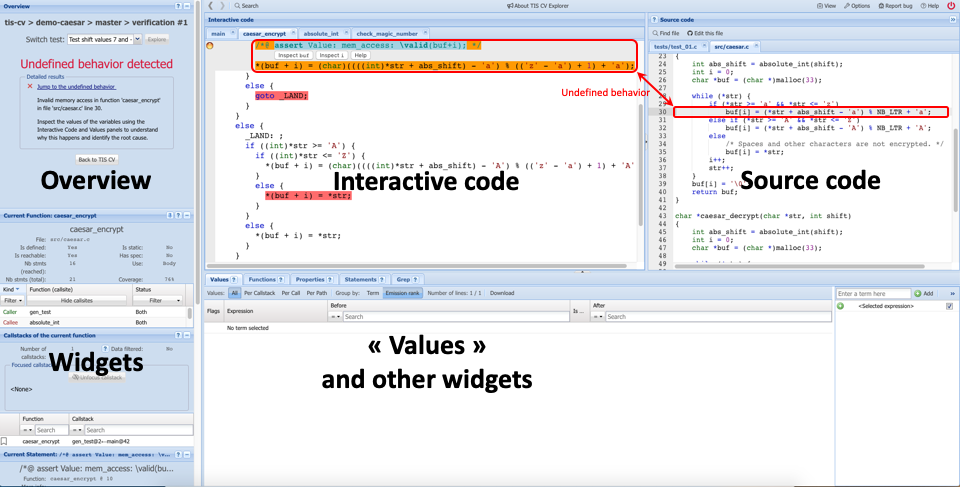 Overview
tis-cv > demo-caesar > master > verification #1
Switch test: Test shift values 7 and - Explore
Undefined behavior detected
Detailed results
Jump to the undefined behavior
Invalid memory access in function 'caesar_encrypt'
in file 'src/caesar.c' line 30.
Inspect the values of the variables using the
Interactive Code and Values panels to understand
why this happens and identify the root cause.
Back to TIS CV
Overview
Current Function: caesar_encrypt
caesar_encrypt
File: src/caesar.c
Is defined: Yes Is static: No
Is reachable: Yes Has spec: No
Nb stmts 16 Use: Body
(reached):
Nb stmts (total): 21 Coverage: 76%
Kind Function (callsite) Status
Filter Hide callsites Filter
Caller gen_test Both
Callee absolute_int Both
Callstacks of the current function
Number of 1 ? Data filtered: No
callstacks:
Widgets
Focused callstack
Unfocus callstack
<None>
Function Callstack
Search Search
caesar_encrypt gen_test@2←main@42
Current Statement: /*@ assert Value: mem_access: \v...
/*@ assert Value: mem_access: \valid(bu...
Function: caesar_encrypt @ 10
Search
About TIS CV Explorer
View Options Report bug Help
Interactive code
main caesar_encrypt absolute_int check_magic_number
/*@ assert Value: mem_access: \valid(buf+i); */
Inspect buf Inspect i Help
*(buf + i) = (char)((((int)*str + abs_shift) - 'a') % (('z' - 'a') + 1) + 'a');
}
else {
goto _LAND;
}
}
else {
_LAND: ;
if ((int)*str >= 'A') {
if ((int)*str <= 'Z') {
*(buf + i) = (char)((((int)*str + abs_shift) - 'A') % (('z' - 'a') + 1) + 'A'
}
else {
*(buf + i) = *str;
}
}
else {
*(buf + i) = *str;
}
}
Interactive code
Undefined behavior
Source code
Find file Edit this file
tests/test_01.c src/caesar.c
23 {
24 int abs_shift = absolute_int(shift);
25 int i = 0;
26 char *buf = (char*)malloc(33);
27
28 while (*str) {
29 if (*str >= 'a' && *str <= 'z')
30 buf[i] = (*str + abs_shift - 'a') % NB_LTR + 'a';
31 else if (*str >= 'A' && *str <= 'Z')
32 buf[i] = (*str + abs_shift - 'A') % NB_LTR + 'A';
33 else
34 /* Spaces and other characters are not encrypted. */
35 buf[i] = *str;
36 i++;
37 str++;
38 }
39 buf[i] = '\0
40 return buf;
41 }
42
43 char *caesar_decrypt(char *str, int shift)
44 {
45 int abs_shift = absolute_int(shift);
46 int i = 0;
47 char *buf = (char*)malloc(33);
48
Source code
Values ? Functions ? Properties ? Statements ? Grep ?
Values: All Per Callstack Per Call Per Path Group by: Term Emission rank Number of lines: 1 / 1 Download
Flags Expression Before Is ... After
Search Search
No term selected
« Values »
and other widgets
Enter a term here Add
<Selected expression>